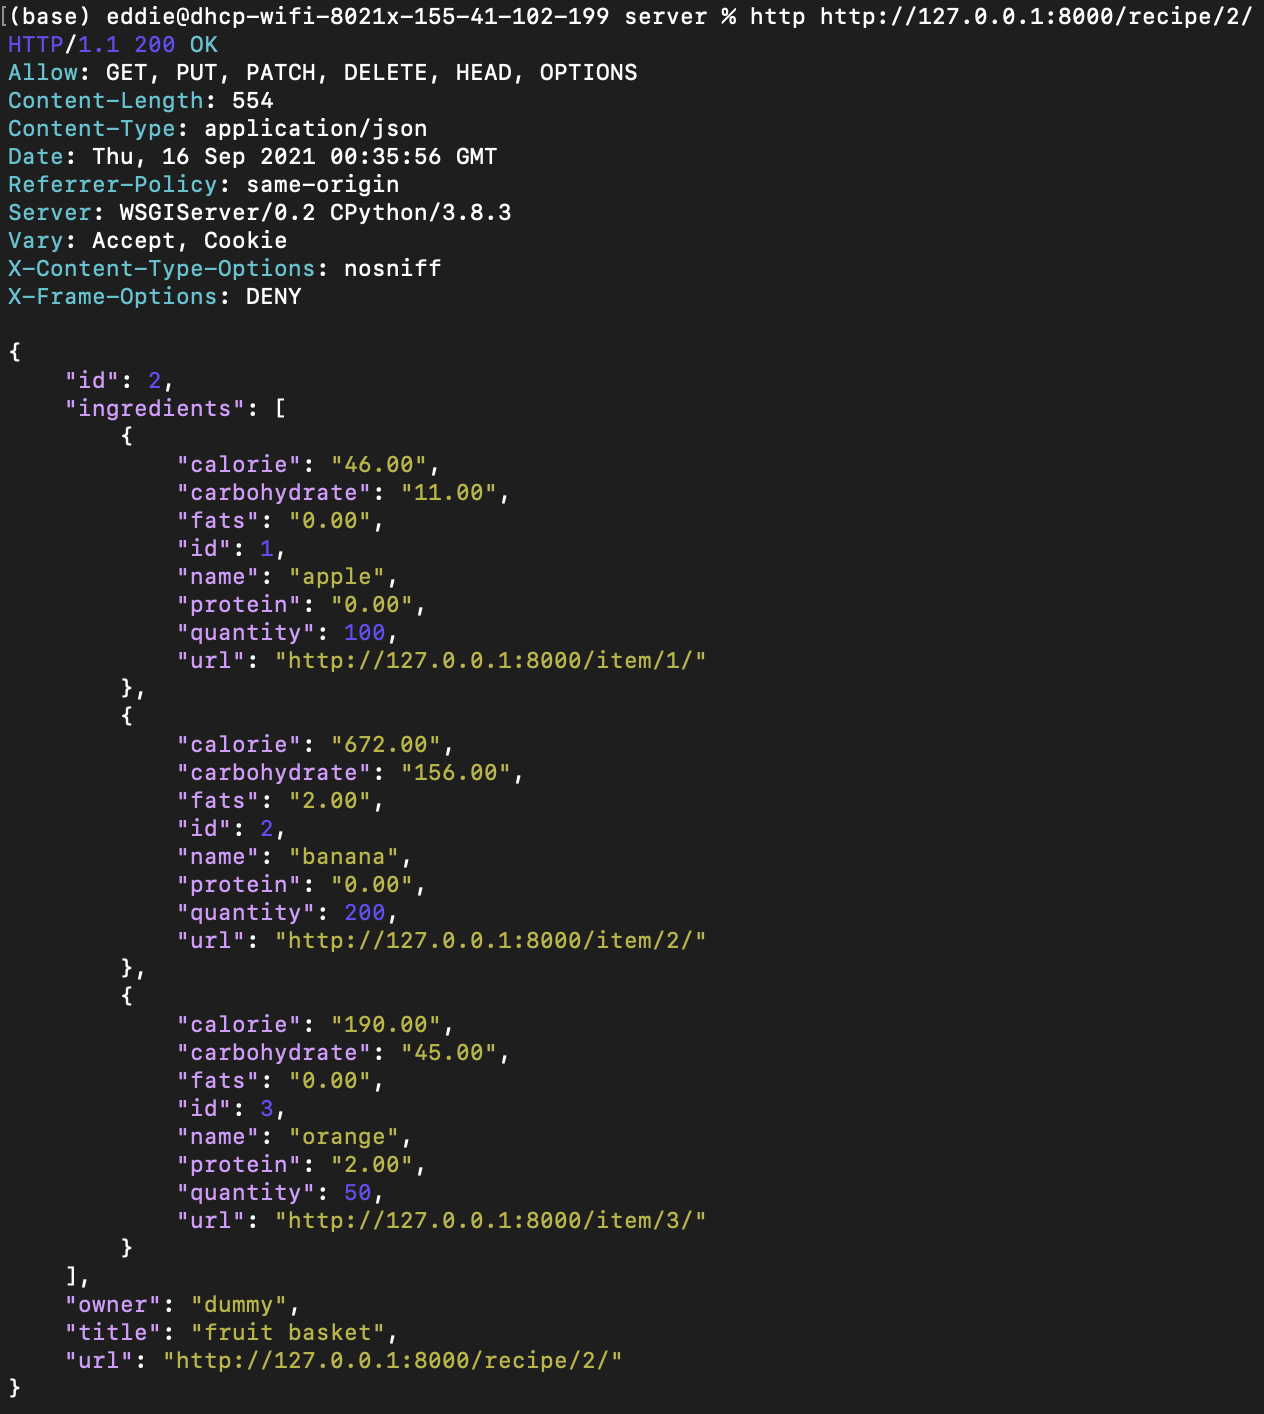 [(base) eddie@dhcp-wifi-8021x-155-41-102-199 server % http http://127.0.0.1:8000/recipe/2/
HTTP/1.1 200 OK
Allow: GET, PUT, PATCH, DELETE, HEAD, OPTIONS
Content-Length: 554
Content-Type: application/json
Date: Thu, 16 Sep 2021 00:35:56 GMT
Referrer-Policy: same-origin
Server: WSGIServer/0.2 CPython/3.8.3
Vary: Accept, Cookie
X-Content-Type-Options: nosniff
X-Frame-Options: DENY

{
    "id": 2,
    "ingredients": [
        {
            "calorie": "46.00",
            "carbohydrate": "11.00",
            "fats": "0.00",
            "id": 1,
            "name": "apple",
            "protein": "0.00",
            "quantity": 100,
            "url": "http://127.0.0.1:8000/item/1/"
        },
        {
            "calorie": "672.00",
            "carbohydrate": "156.00",
            "fats": "2.00",
            "id": 2,
            "name": "banana",
            "protein": "0.00",
            "quantity": 200,
            "url": "http://127.0.0.1:8000/item/2/"
        },
        {
            "calorie": "190.00",
            "carbohydrate": "45.00",
            "fats": "0.00",
            "id": 3,
            "name": "orange",
            "protein": "2.00",
            "quantity": 50,
            "url": "http://127.0.0.1:8000/item/3/"
        }
    ],
    "owner": "dummy",
    "title": "fruit basket",
    "url": "http://127.0.0.1:8000/recipe/2/"
}